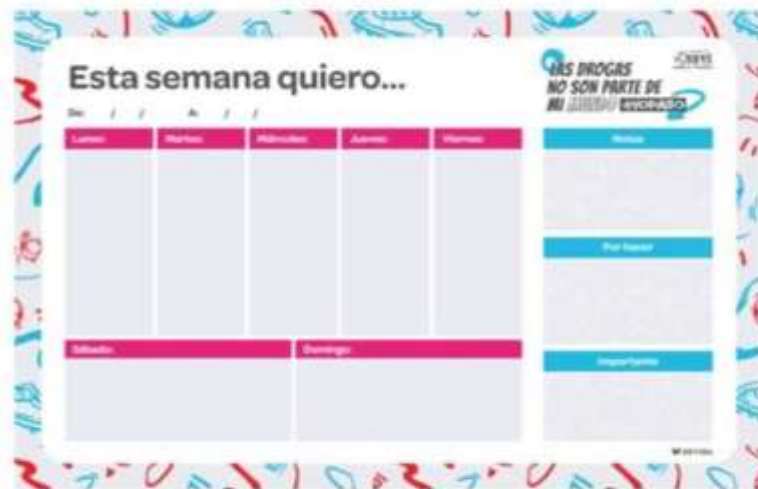 Esta semana quiero...
LAS DROGAS
NO SON PARTE DE
MI MUNDO
De: / / A: / /
Lunes: Martes: Miércoles: Jueves: Viernes:
Notas
Por hacer
Sábado: Domingo:
Importante